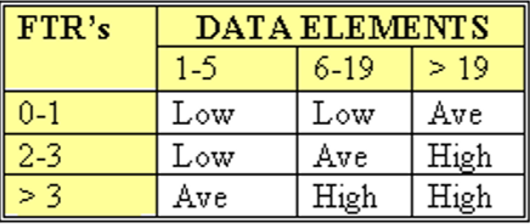 FTR's DATA ELEMENTS
1-5 6-19 > 19
0-1 Low Low Ave
2-3 Low Ave High
> 3 Ave High High